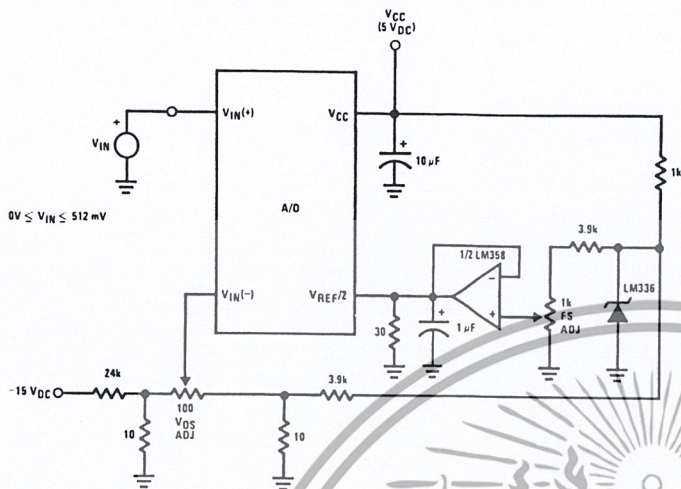 VCC
(5 VDC)
VIN(+)
VCC
+
VIN
+
10 µF
1k
0V ≤ VIN ≤ 512 mV
A/D
3.9k
1/2 LM358
VIN(−)
VREF/2
−
+
1k
FS
ADJ
LM336
30
+
1 µF
24k
3.9k
−15 VDC
100
VOS
ADJ
10
10